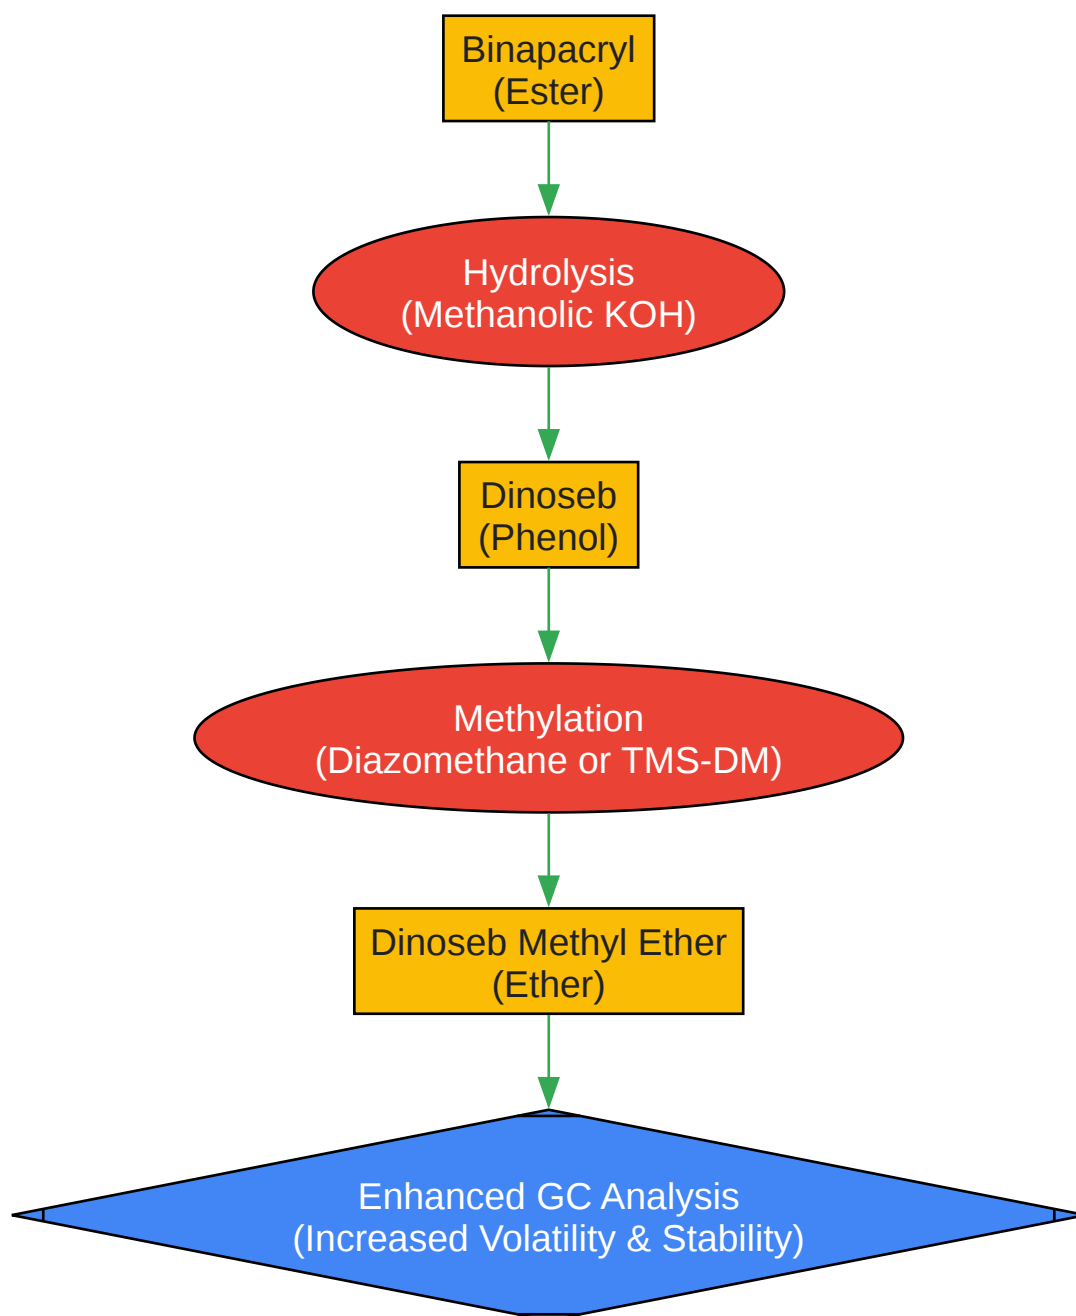 Binapacryl
(Ester)
Hydrolysis
(Methanolic KOH)
Dinoseb
(Phenol)
Methylation
(Diazomethane or TMS-DM)
Dinoseb Methyl Ether
(Ether)
Enhanced GC Analysis
(Increased Volatility & Stability)